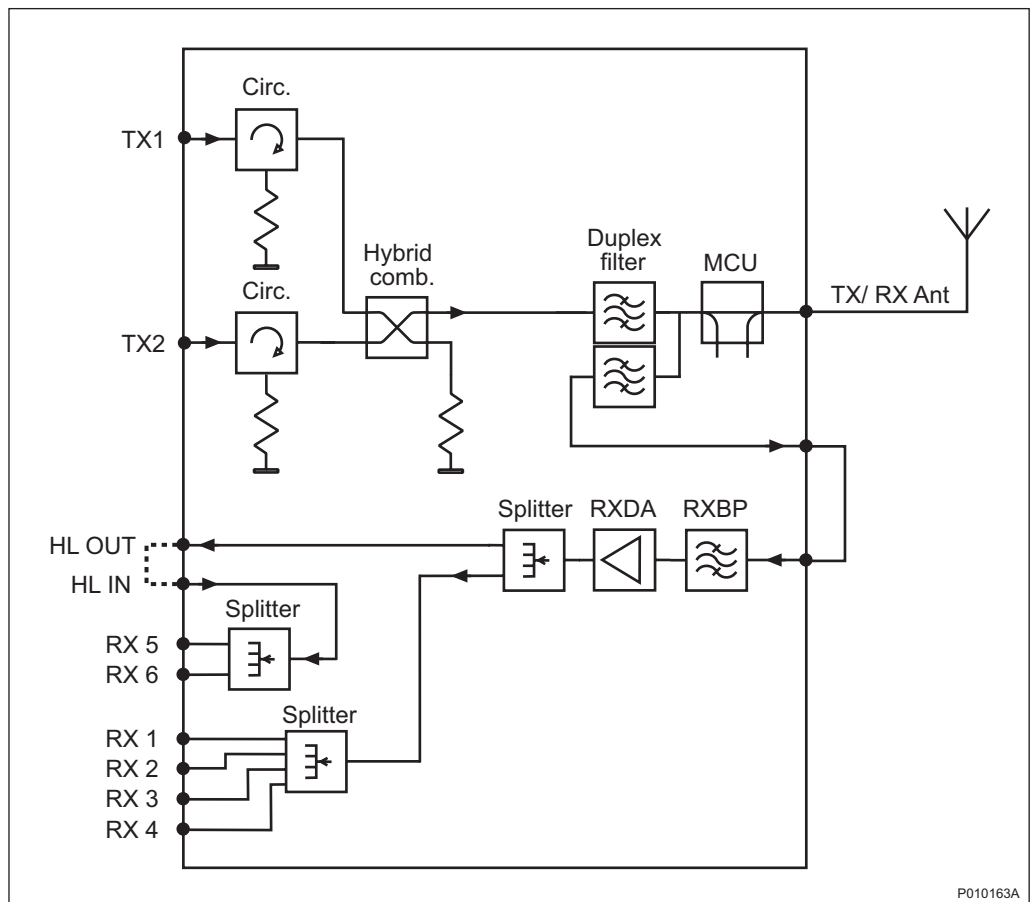 Circ.
TX1
Hybrid
comb.
Duplex
filter
MCU
Circ.
TX/ RX Ant
TX2
Splitter
RXDA
RXBP
HL OUT
HL IN
Splitter
RX 5
RX 6
Splitter
RX 1
RX 2
RX 3
RX 4
P010163A